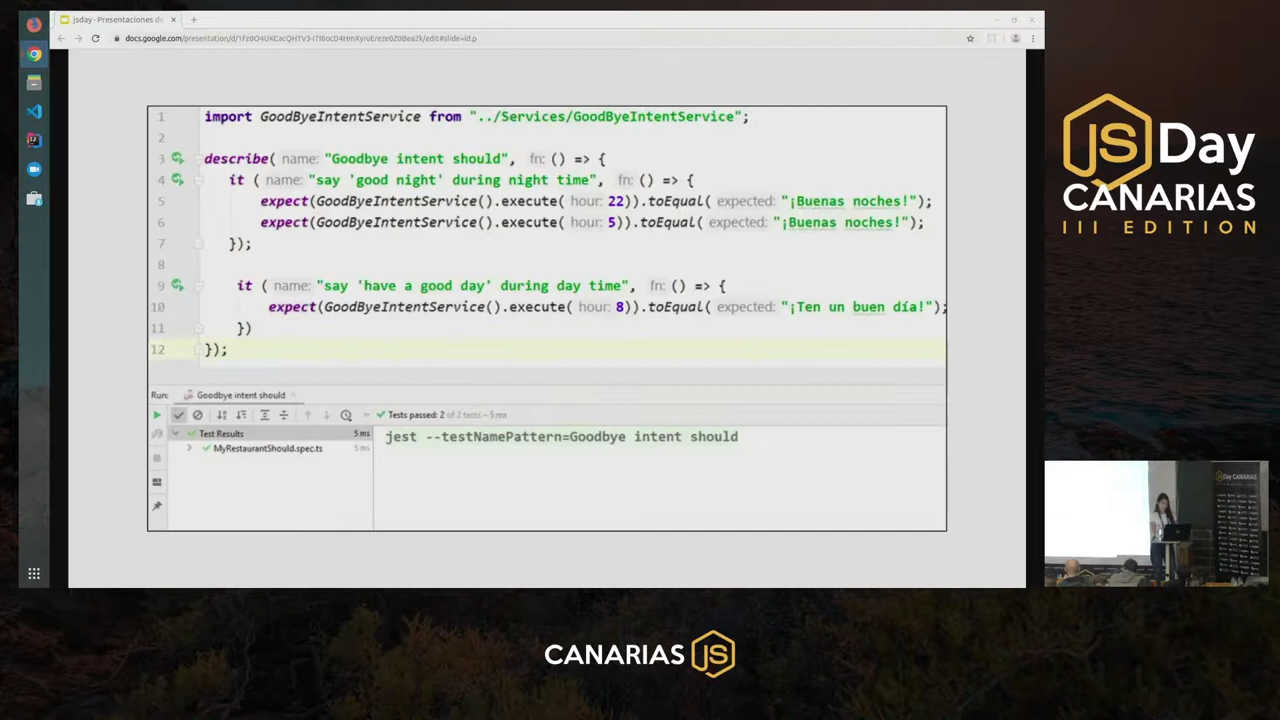 jsday - Presentaciones de
docs.google.com/presentation/d/1Fz0O4UKCacQHTV3-i7I8ocD4HmXyruEreze0Z0Bea2k/edit#slide=id.p
1 import GoodByeIntentService from "../Services/GoodByeIntentService";
2
3 describe( name: "Goodbye intent should", fn: () => {
4 it ( name: "say 'good night' during night time", fn: () => {
5 expect(GoodByeIntentService().execute( hour: 22)).toEqual( expected: "¡Buenas noches!");
6 expect(GoodByeIntentService().execute( hour: 5)).toEqual( expected: "¡Buenas noches!");
7 });
8
9 it ( name: "say 'have a good day' during day time", fn: () => {
10 expect(GoodByeIntentService().execute( hour: 8)).toEqual( expected: "¡Ten un buen día!");
11 })
12 });
Run: Goodbye intent should
Tests passed: 2 of 2 tests – 5 ms
Test Results 5 ms
MyRestaurantShould.spec.ts 5 ms
jest --testNamePattern=Goodbye intent should
JS Day
CANARIAS
III EDITION
JS Day CANARIAS
CANARIAS JS